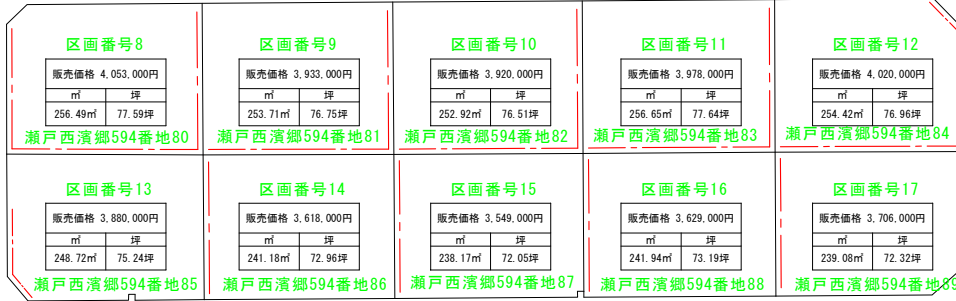 区画番号8
販売価格 4,053,000円
㎡ 坪
256.49㎡ 77.59坪
瀬戸西濱郷594番地80
区画番号9
販売価格 3,933,000円
㎡ 坪
253.71㎡ 76.75坪
瀬戸西濱郷594番地81
区画番号10
販売価格 3,920,000円
㎡ 坪
252.92㎡ 76.51坪
瀬戸西濱郷594番地82
区画番号11
販売価格 3,978,000円
㎡ 坪
256.65㎡ 77.64坪
瀬戸西濱郷594番地83
区画番号12
販売価格 4,020,000円
㎡ 坪
254.42㎡ 76.96坪
瀬戸西濱郷594番地84
区画番号13
販売価格 3,880,000円
㎡ 坪
248.72㎡ 75.24坪
瀬戸西濱郷594番地85
区画番号14
販売価格 3,618,000円
㎡ 坪
241.18㎡ 72.96坪
瀬戸西濱郷594番地86
区画番号15
販売価格 3,549,000円
㎡ 坪
238.17㎡ 72.05坪
瀬戸西濱郷594番地87
区画番号16
販売価格 3,629,000円
㎡ 坪
241.94㎡ 73.19坪
瀬戸西濱郷594番地88
区画番号17
販売価格 3,706,000円
㎡ 坪
239.08㎡ 72.32坪
瀬戸西濱郷594番地89